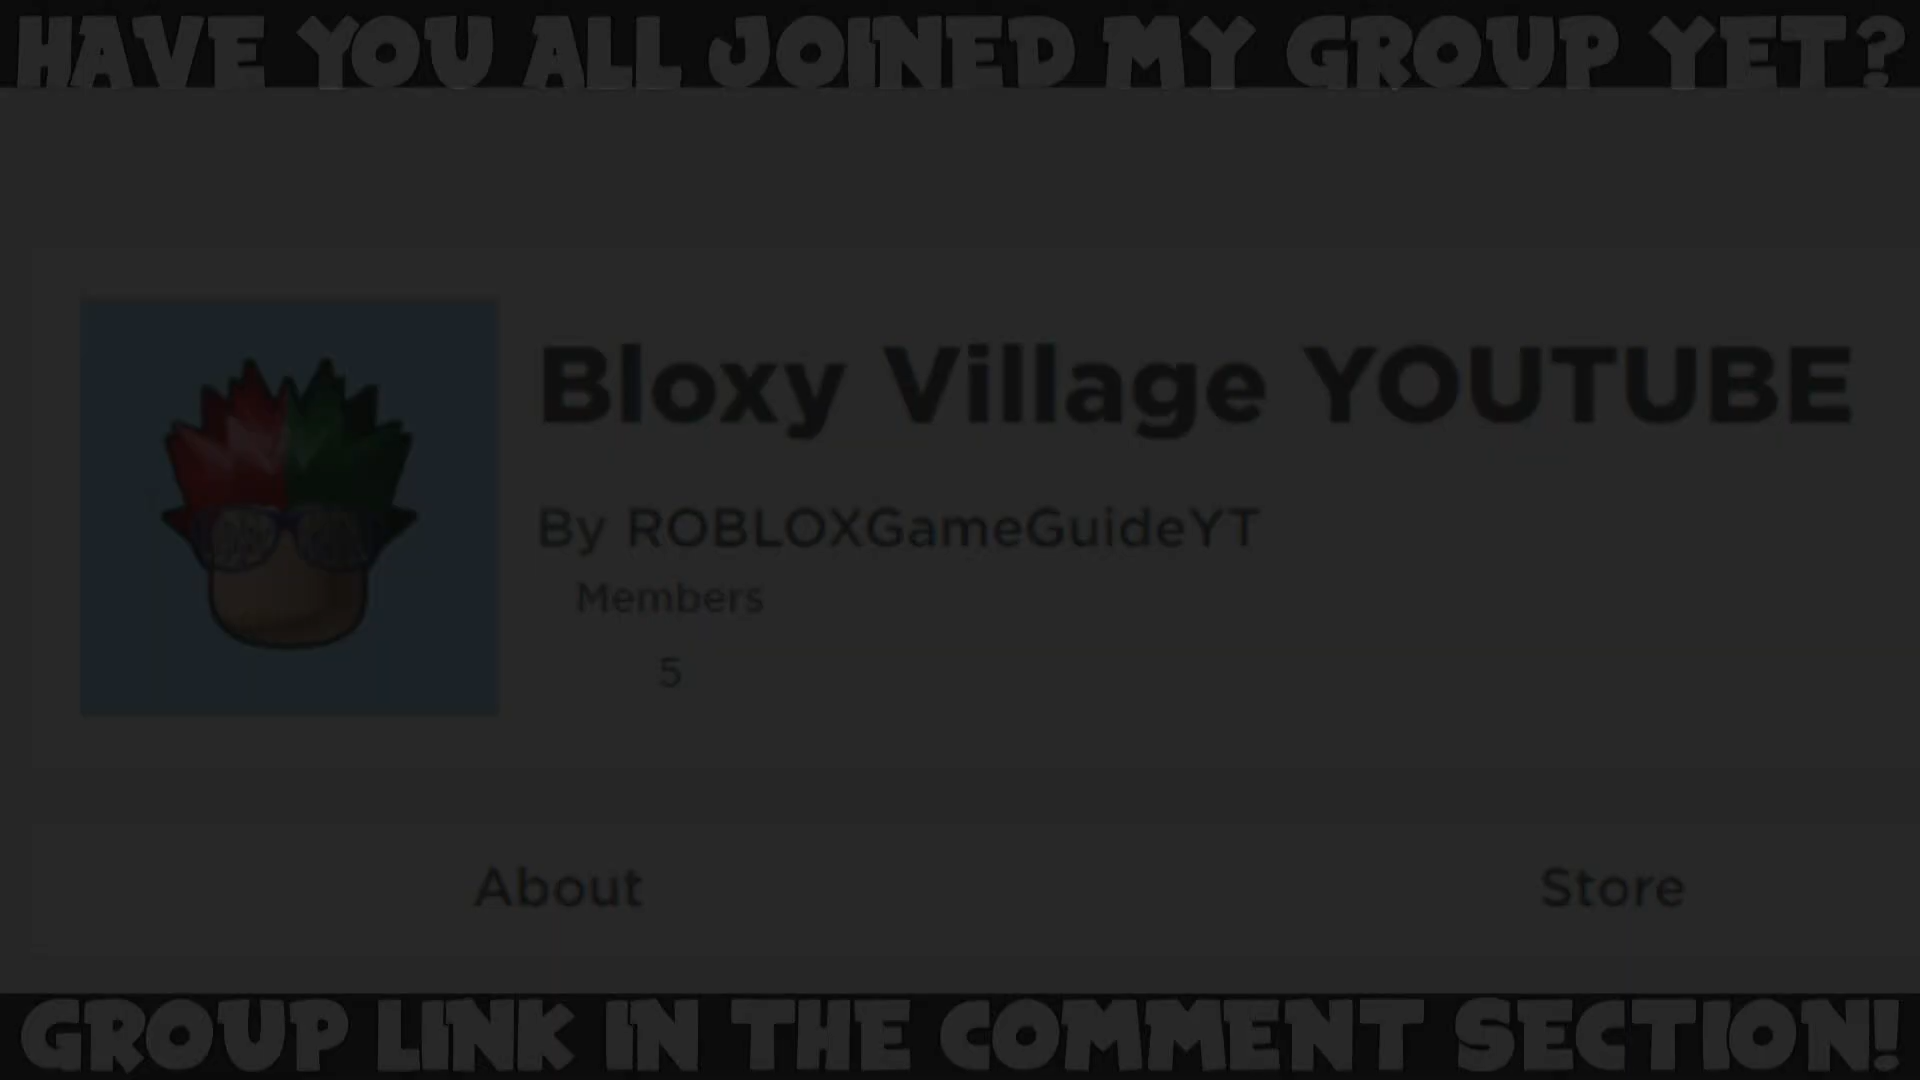 HAVE YOU ALL JOINED MY GROUP YET?
Bloxy Village YOUTUBE
By ROBLOXGameGuideYT
Members
5
About
Store
GROUP LINK IN THE COMMENT SECTION!